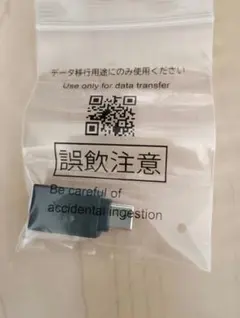 データ移行用途にのみ使用ください
Use only for data transfer
誤飲注意
Be careful of
accidental ingestion